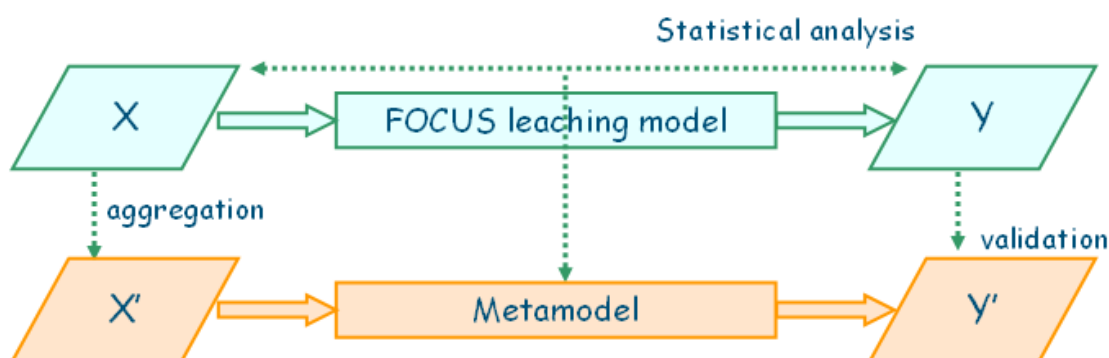 Statistical analysis
X
FOCUS leaching model
Y
aggregation
validation
X'
Metamodel
Y'